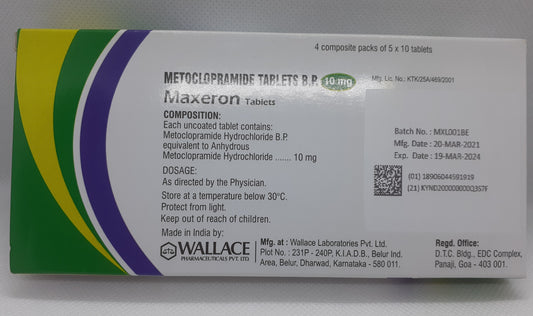 4 composite packs of 5 x 10 tablets
METOCLOPRAMIDE TABLETS B.P. 10 mg
Mfg. Lic. No.: KTK/25A/469/2001
Maxeron Tablets
COMPOSITION:
Each uncoated tablet contains:
Metoclopramide Hydrochloride B.P.
equivalent to Anhydrous
Metoclopramide Hydrochloride ....... 10 mg
DOSAGE:
As directed by the Physician.
Store at a temperature below 30°C.
Protect from light.
Keep out of reach of children.
Made in India by:
WALLACE
PHARMACEUTICALS PVT. LTD.
Mfg. at : Wallace Laboratories Pvt. Ltd.
Plot No. : 231P - 240P, K.I.A.D.B., Belur Ind.
Area, Belur, Dharwad, Karnataka - 580 011.
Batch No. : MXL001BE
Mfg. Date : 20-MAR-2021
Exp. Date : 19-MAR-2024
(01) 18906044591919
(21)
Regd. Office:
D.T.C. Bldg., EDC Complex,
Panaji, Goa - 403 001.